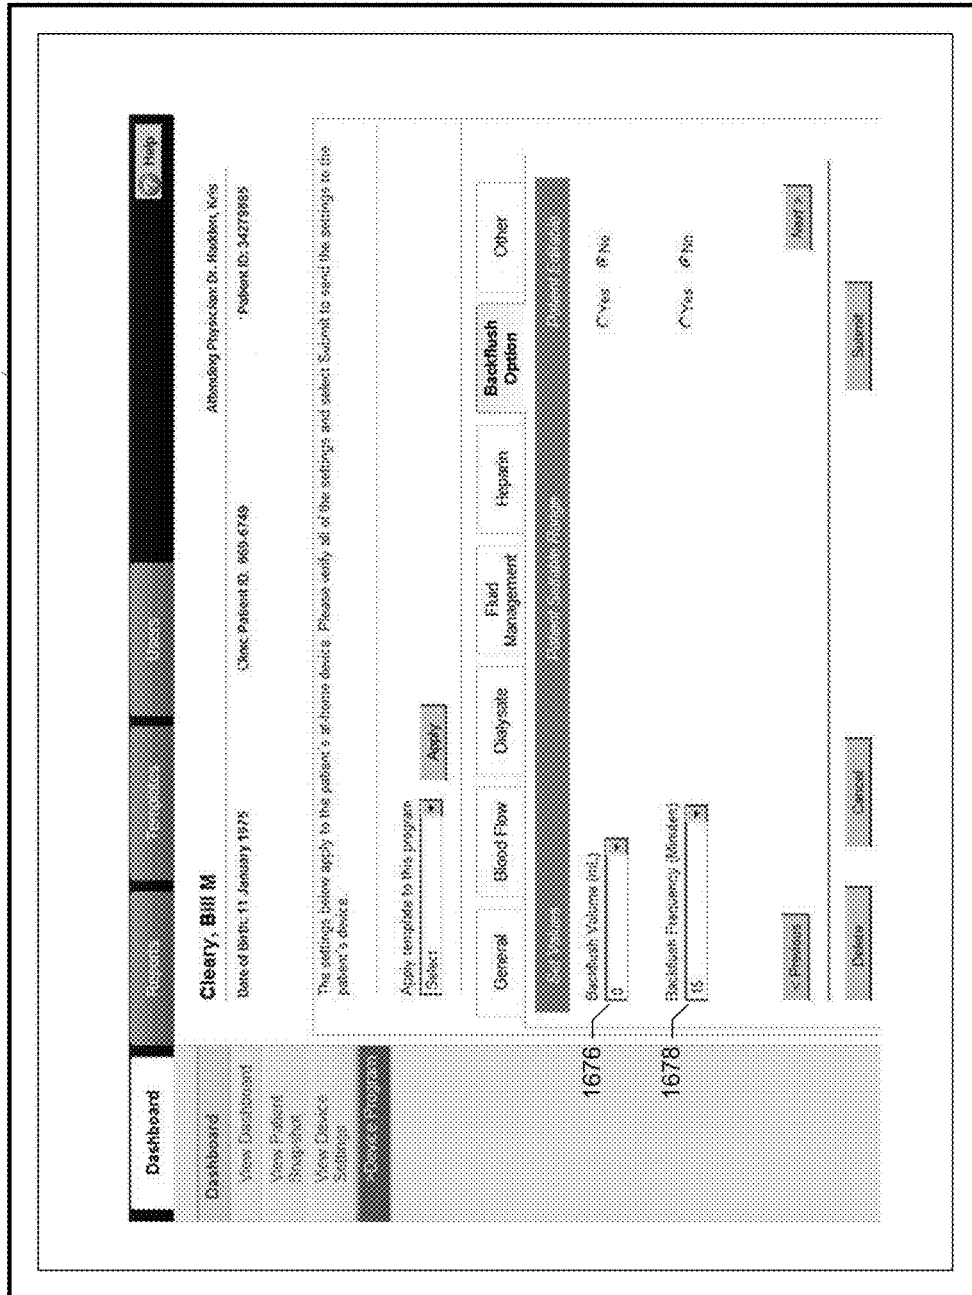 Dashboard
Help
Cleary, Bill M
Attending Physician: Dr. Hadden, Kris
Date of Birth: 11 January 1975
Clinic Patient ID: 669-6749
Patient ID: 34279885
Dashboard
View Dashboard
View Patient
Snapshot
View Device
Settings
The settings below apply to the patient's at-home device. Please verify all of the settings and select Submit to send the settings to the
patient's device.
Apply template to this program
Select
Apply
General
Blood Flow
Dialysate
Fluid
Management
Heparin
Backflush
Option
Other
1676
Backflush Volume (mL)
0
Yes No
1678
Backflush Frequency (Minutes)
15
Yes No
< Previous
Next >
Delete
Cancel
Submit